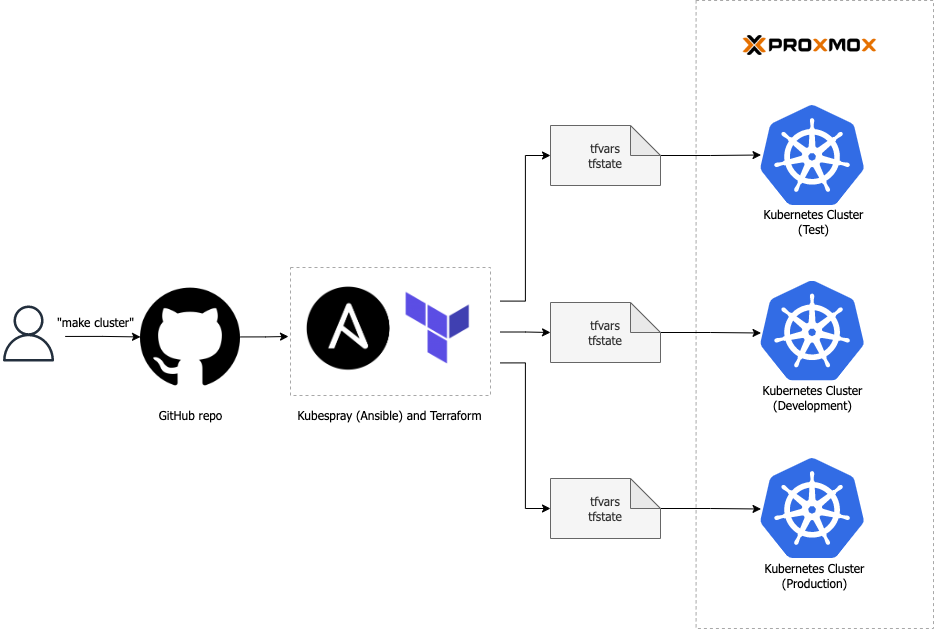 PROXMOX
tfvars
tfstate
Kubernetes Cluster
(Test)
"make cluster"
GitHub repo
Kubespray (Ansible) and Terraform
tfvars
tfstate
Kubernetes Cluster
(Development)
tfvars
tfstate
Kubernetes Cluster
(Production)